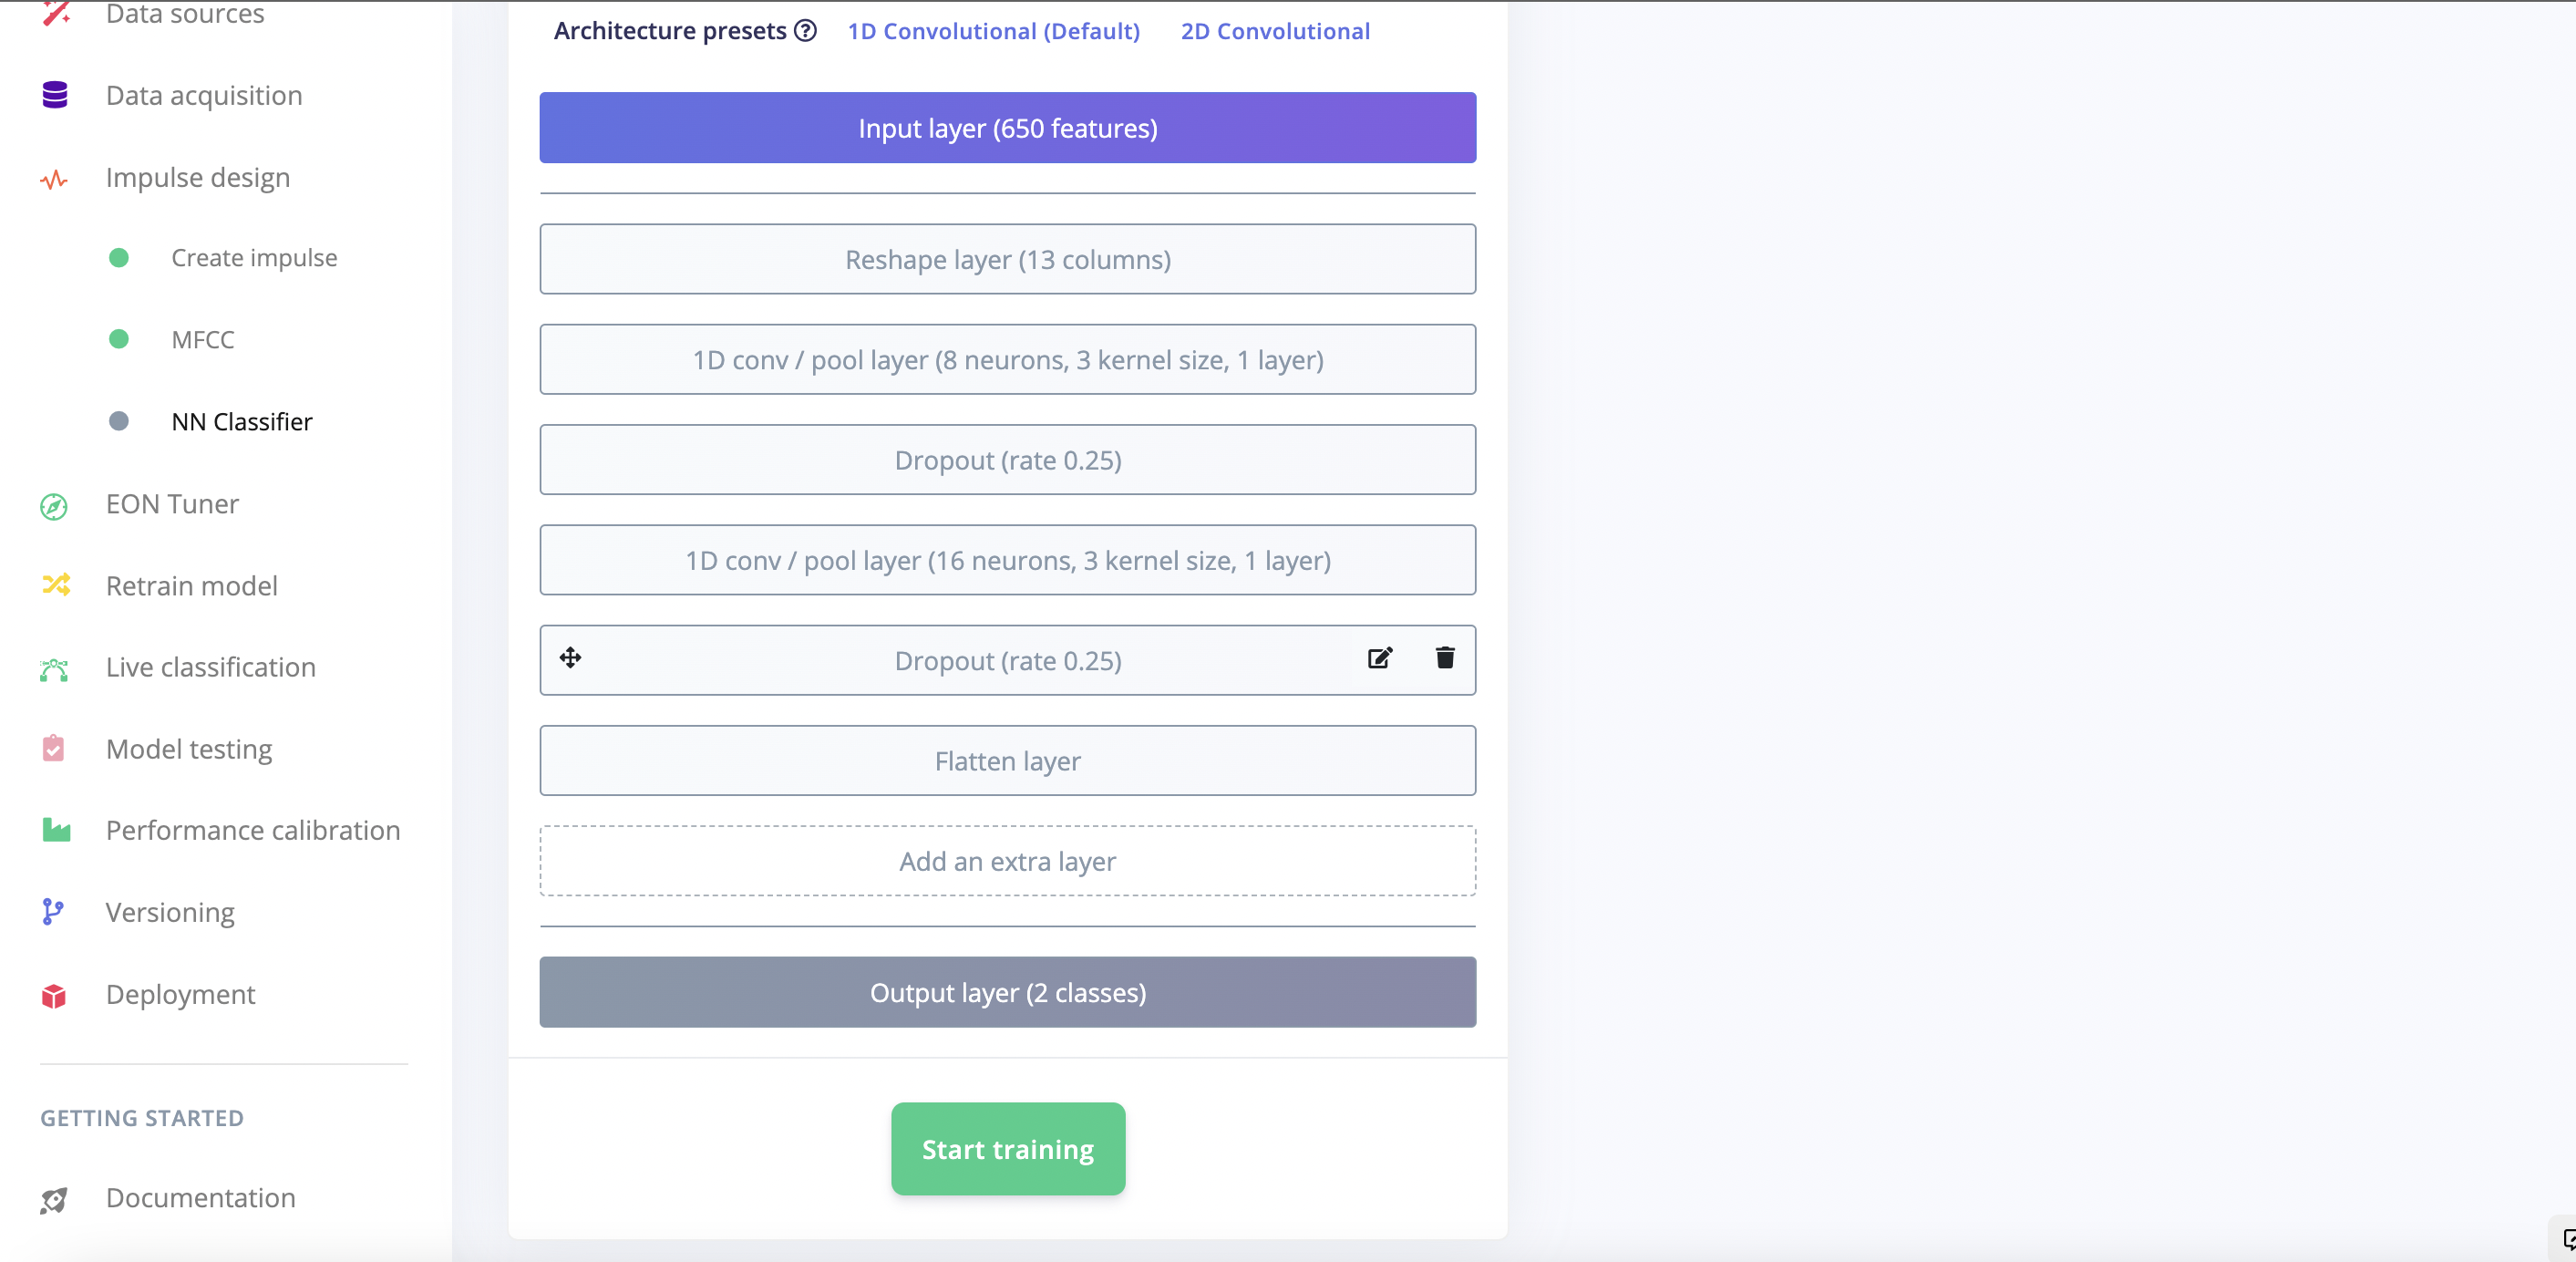 Data sources
Data acquisition
Impulse design
Create impulse
MFCC
NN Classifier
EON Tuner
Retrain model
Live classification
Model testing
Performance calibration
Versioning
Deployment
GETTING STARTED
Documentation
Architecture presets ? 1D Convolutional (Default) 2D Convolutional
Input layer (650 features)
Reshape layer (13 columns)
1D conv / pool layer (8 neurons, 3 kernel size, 1 layer)
Dropout (rate 0.25)
1D conv / pool layer (16 neurons, 3 kernel size, 1 layer)
Dropout (rate 0.25)
Flatten layer
Add an extra layer
Output layer (2 classes)
Start training